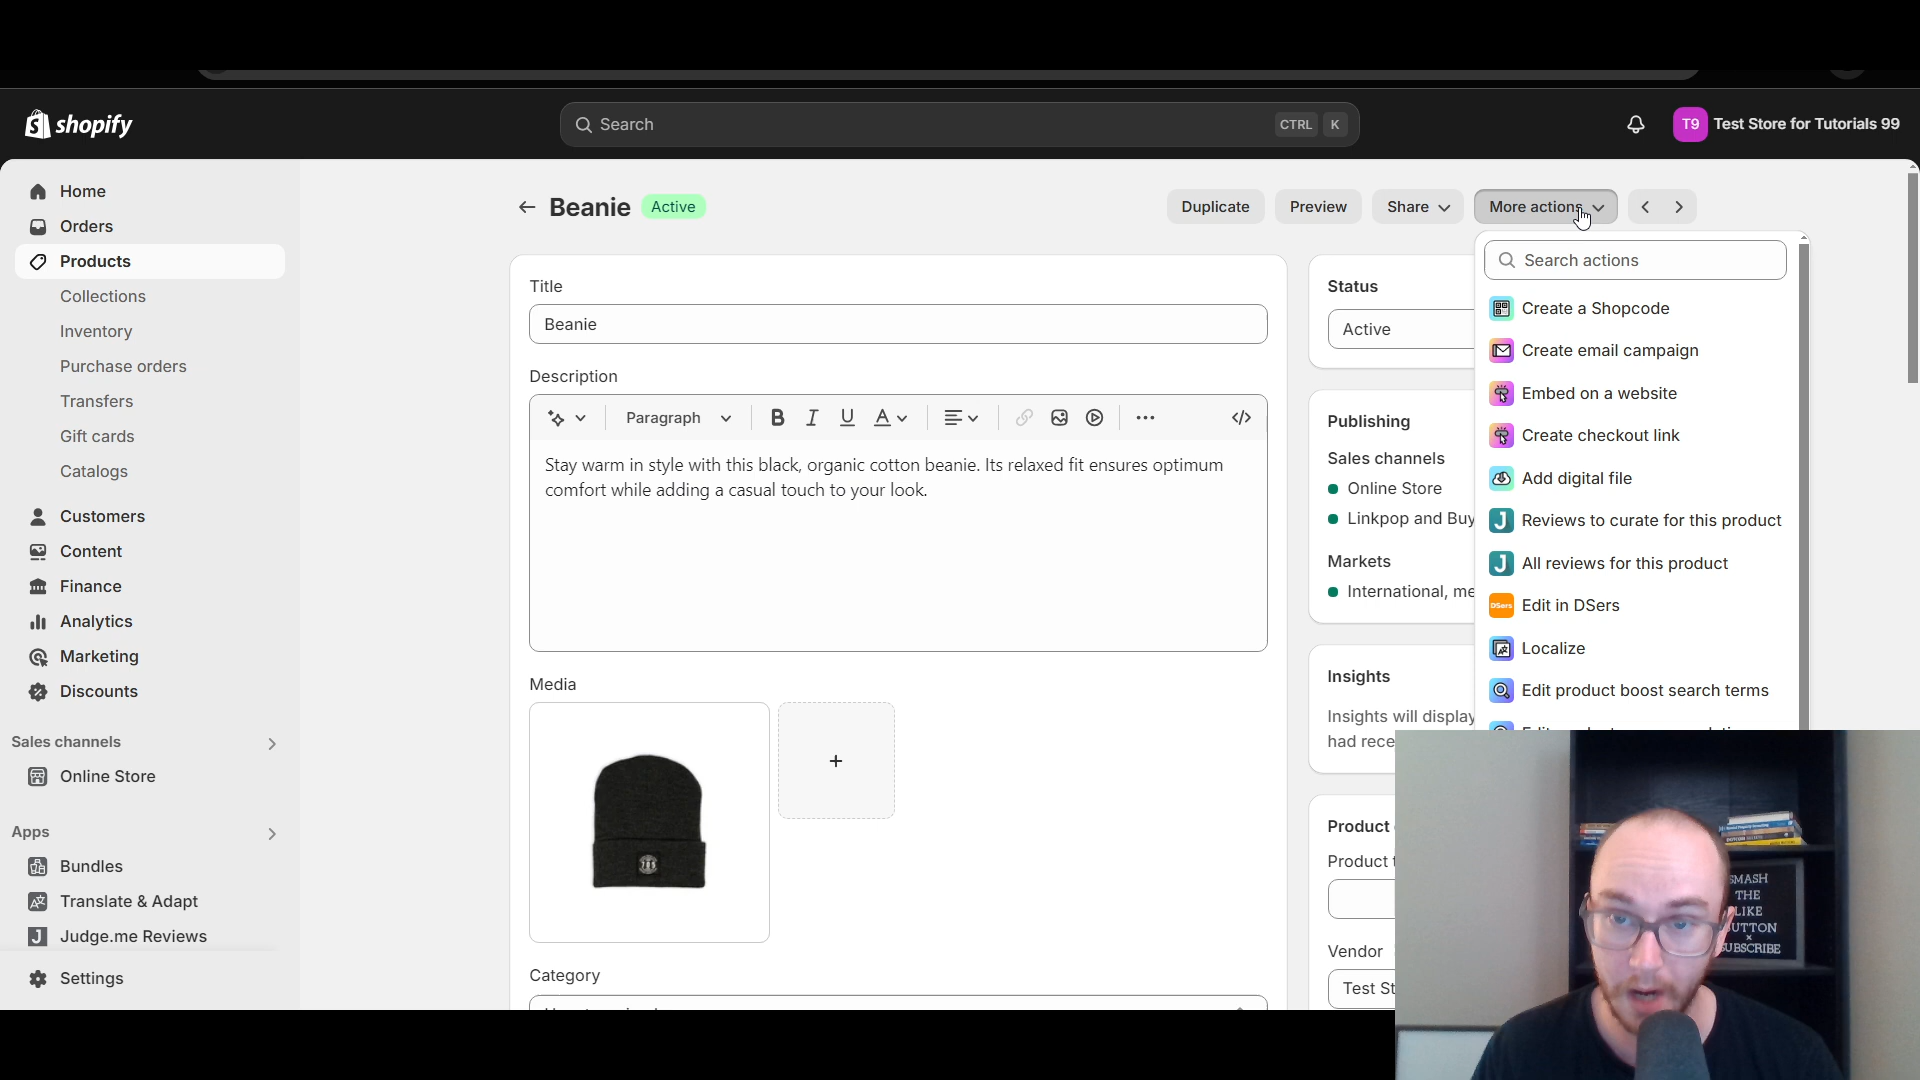 shopify
Search
CTRL K
T9 Test Store for Tutorials 99
Home
Orders
Products
Collections
Inventory
Purchase orders
Transfers
Gift cards
Catalogs
Customers
Content
Finance
Analytics
Marketing
Discounts
Sales channels
Online Store
Apps
Bundles
Translate & Adapt
Judge.me Reviews
Settings
Beanie Active
Duplicate
Preview
Share
More actions
Title
Beanie
Description
Paragraph
Stay warm in style with this black, organic cotton beanie. Its relaxed fit ensures optimum
comfort while adding a casual touch to your look.
Media
Category
Status
Active
Publishing
Sales channels
Online Store
Linkpop and Buy
Markets
International, me
Insights
Insights will display
had rece
Product
Product t
Vendor
Test St
Search actions
Create a Shopcode
Create email campaign
Embed on a website
Create checkout link
Add digital file
Reviews to curate for this product
All reviews for this product
DSers Edit in DSers
Localize
Edit product boost search terms
SMASH
THE
LIKE
BUTTON
×
SUBSCRIBE